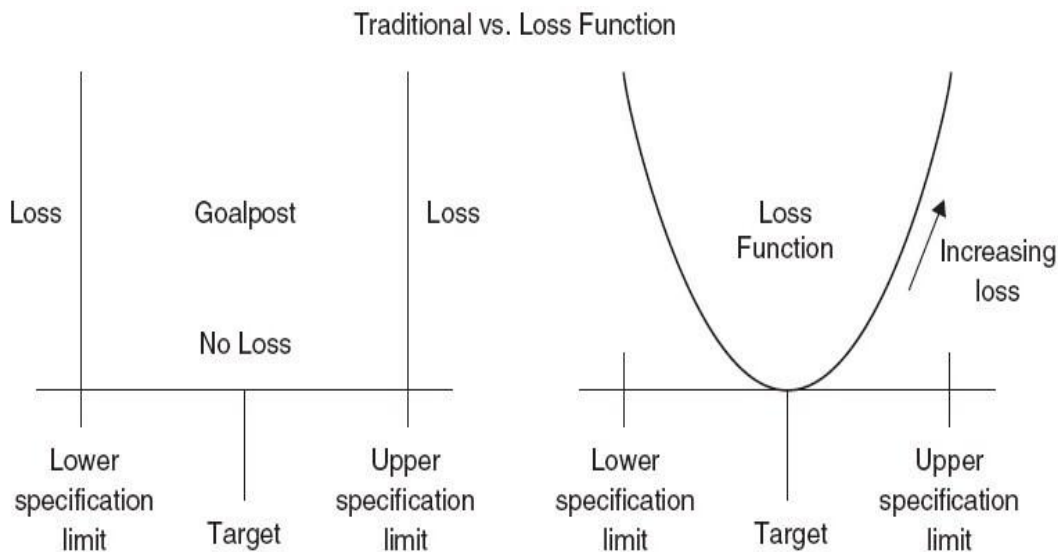 Traditional vs. Loss Function
Loss
Goalpost
Loss
No Loss
Lower
specification
limit
Target
Upper
specification
limit
Loss
Function
Increasing
loss
Lower
specification
limit
Target
Upper
specification
limit